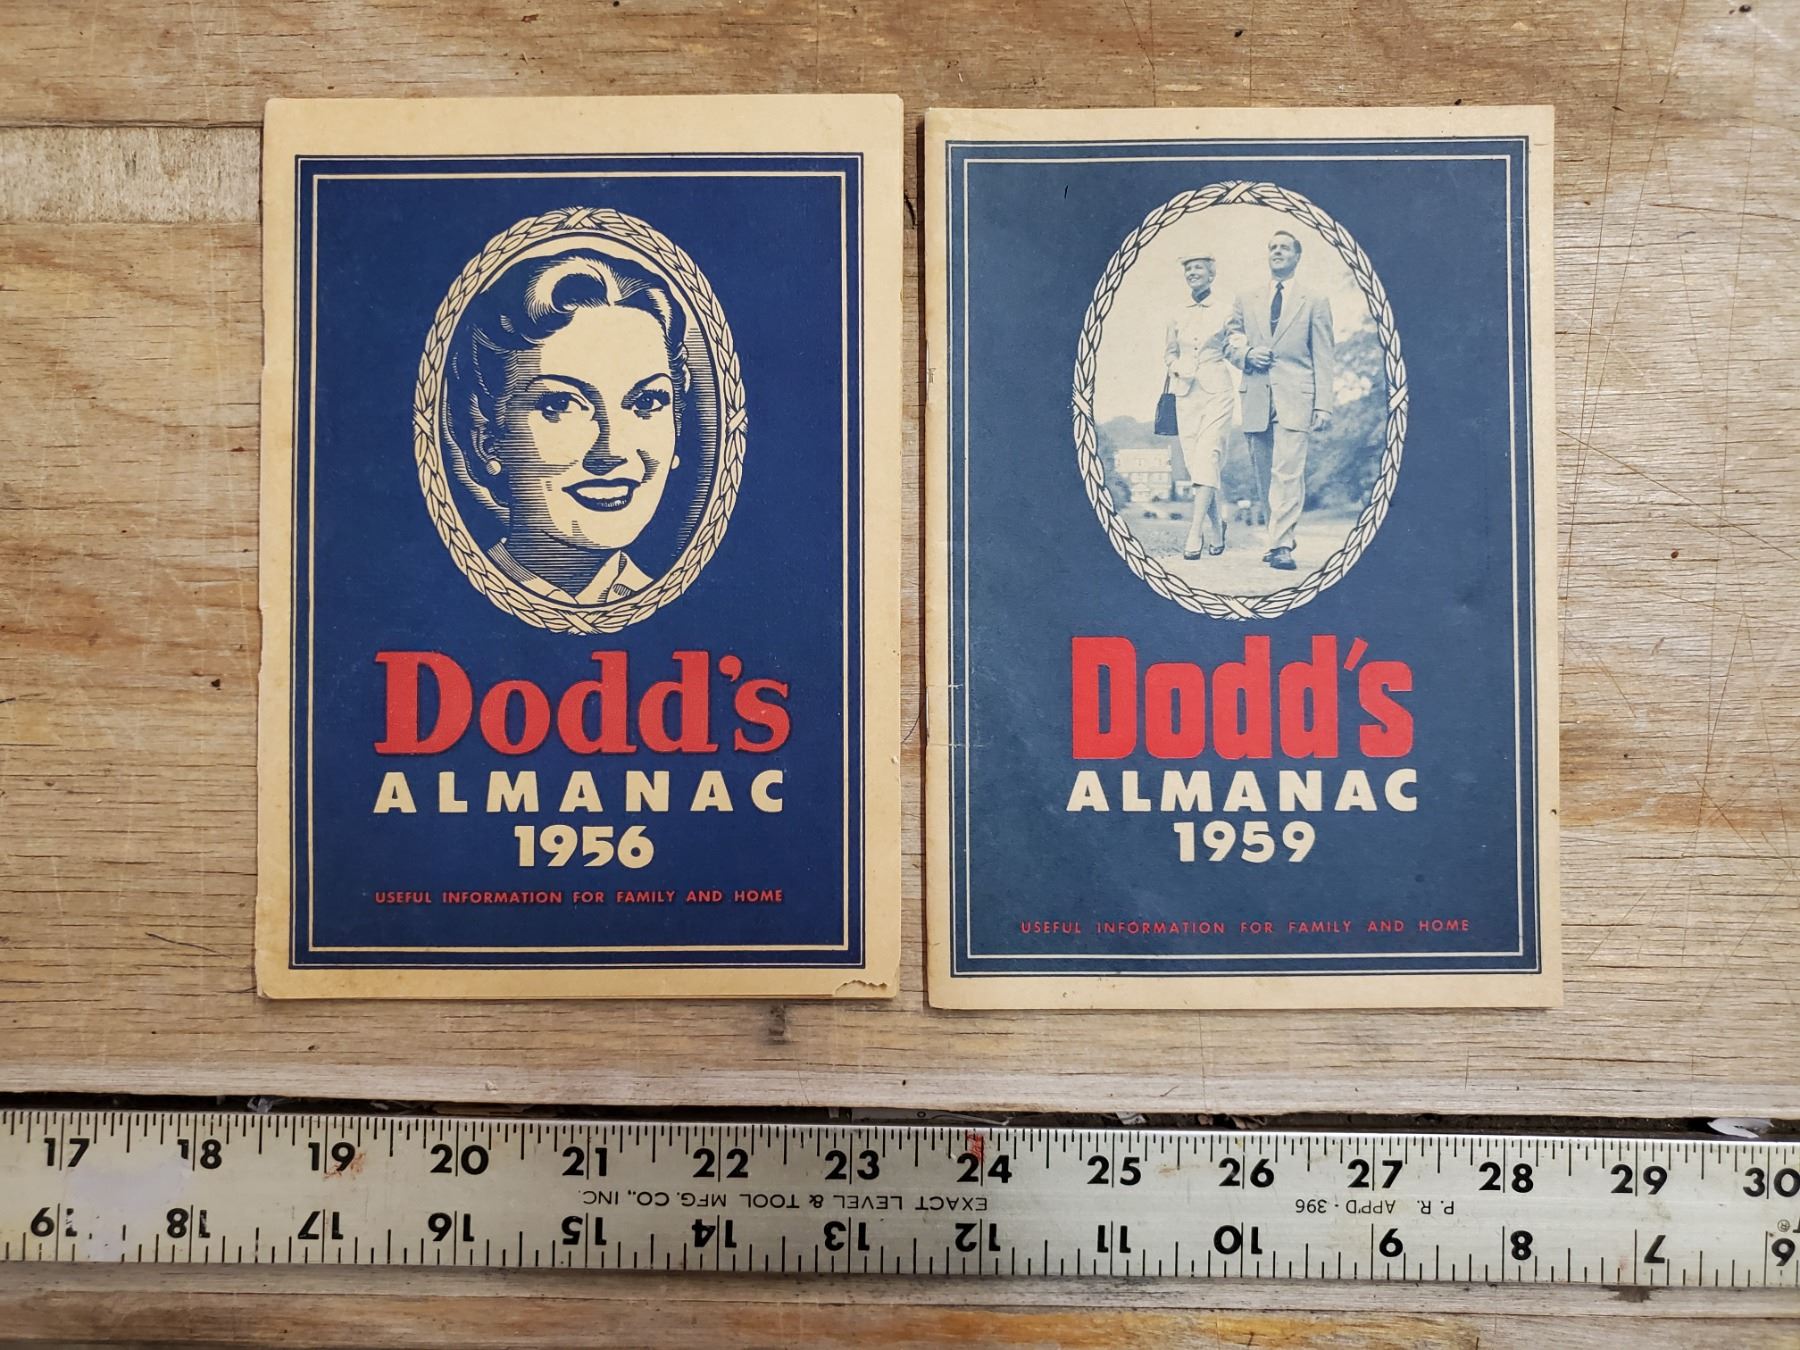 Dodd's
ALMANAC
1956
USEFUL INFORMATION FOR FAMILY AND HOME
Dodd's
ALMANAC
1959
USEFUL INFORMATION FOR FAMILY AND HOME
17 18 19 20 21 22 23 24 25 26 27 28 29 30
EXACT LEVEL & TOOL MFG. CO., INC.
P. R. APP'D - 396
19 18 17 16 15 14 13 12 11 10 9 8 7 6
®